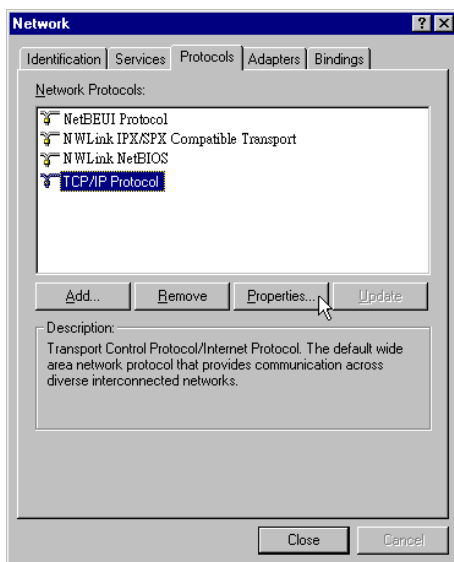 Network
Identification Services Protocols Adapters Bindings
Network Protocols:
NetBEUI Protocol
NWLink IPX/SPX Compatible Transport
NWLink NetBIOS
TCP/IP Protocol
Add... Remove Properties... Update
Description:
Transport Control Protocol/Internet Protocol. The default wide
area network protocol that provides communication across
diverse interconnected networks.
Close Cancel